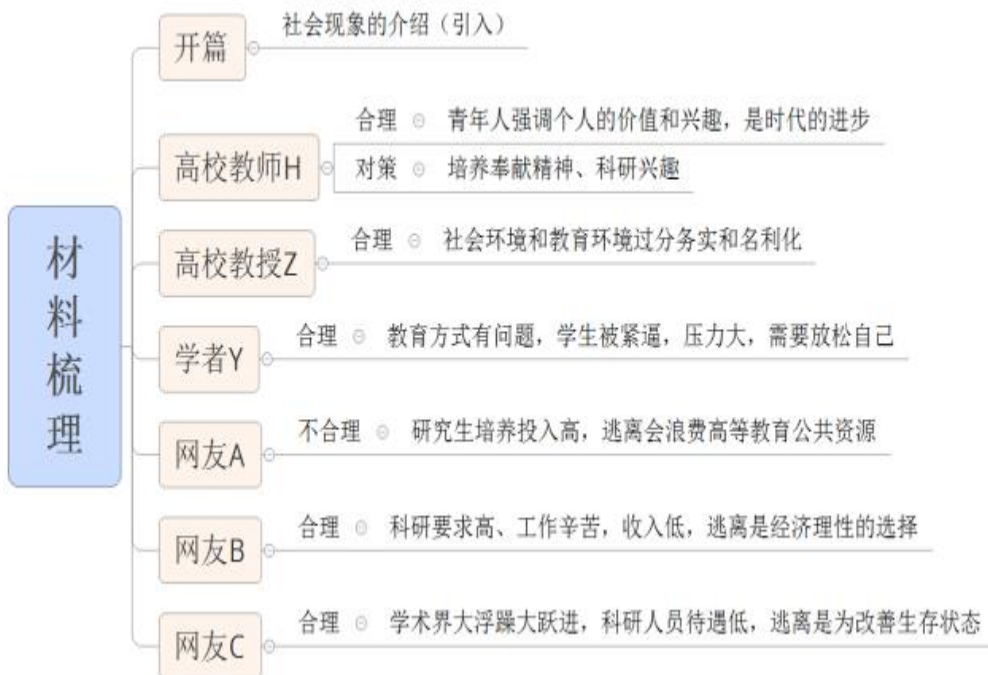 材料梳理
开篇
社会现象的介绍（引入）
高校教师H
合理 青年人强调个人的价值和兴趣，是时代的进步
对策 培养奉献精神、科研兴趣
高校教授Z
合理 社会环境和教育环境过分务实和名利化
学者Y
合理 教育方式有问题，学生被紧逼，压力大，需要放松自己
网友A
不合理 研究生培养投入高，逃离会浪费高等教育公共资源
网友B
合理 科研要求高、工作辛苦，收入低，逃离是经济理性的选择
网友C
合理 学术界大浮躁大跃进，科研人员待遇低，逃离是为改善生存状态